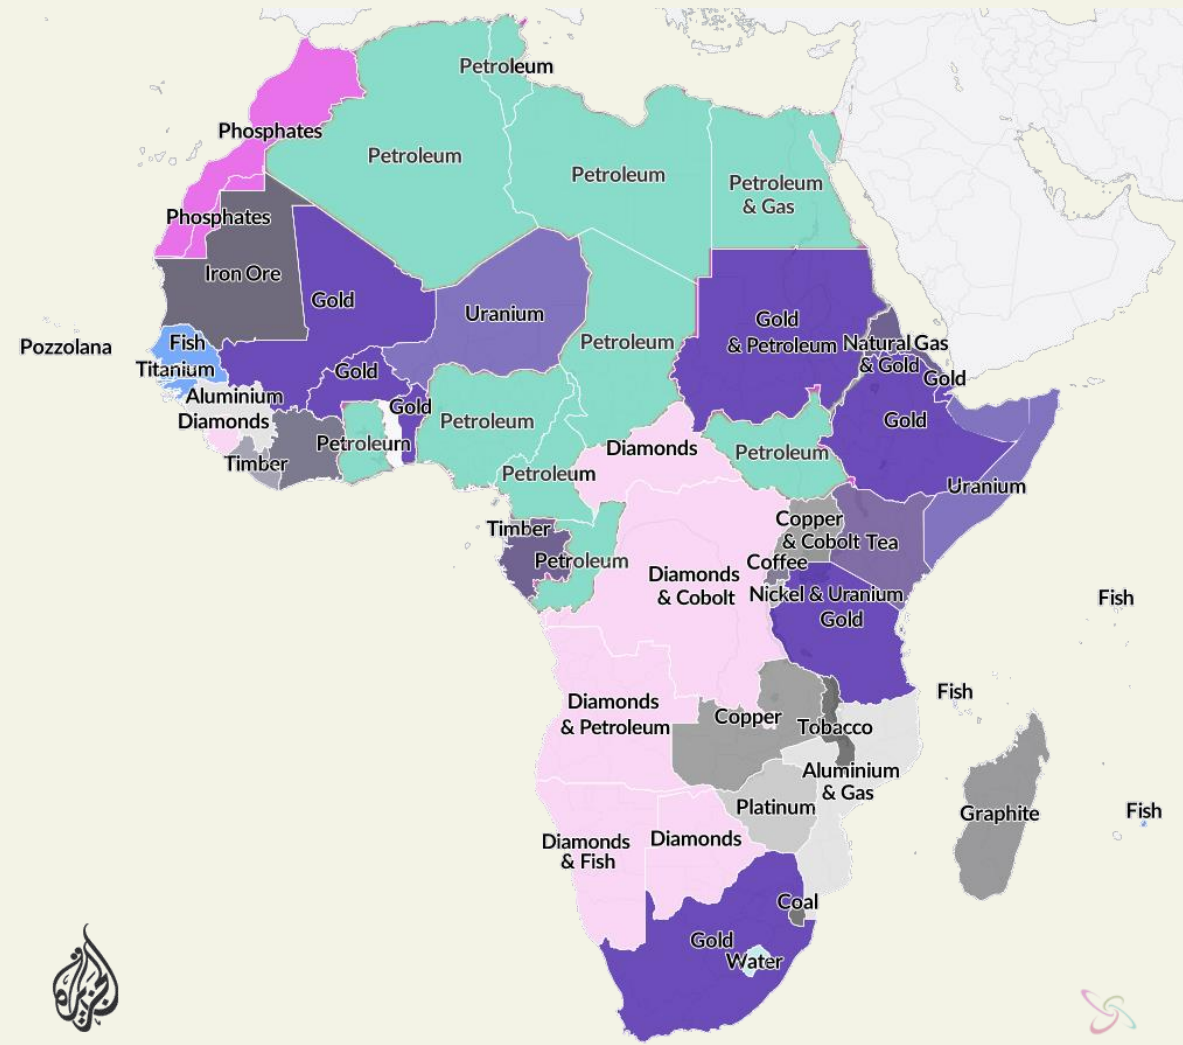 Petroleum
Phosphates
Petroleum
Petroleum
Petroleum
& Gas
Phosphates
Iron Ore
Gold
Uranium
Gold
& Petroleum
Petroleum
Natural Gas
& Gold
Pozzolana
Fish
Titanium
Gold
Gold
Aluminium
Gold
Diamonds
Petroleum
Gold
Petroleum
Timber
Diamonds
Petroleum
Petroleum
Uranium
Timber
Copper
& Cobolt
Tea
Petroleum
Coffee
Diamonds
& Cobolt
Nickel & Uranium
Gold
Fish
Fish
Diamonds
& Petroleum
Copper
Tobacco
Aluminium
& Gas
Platinum
Graphite
Fish
Diamonds
& Fish
Diamonds
Coal
Gold
Water
الجزيرة